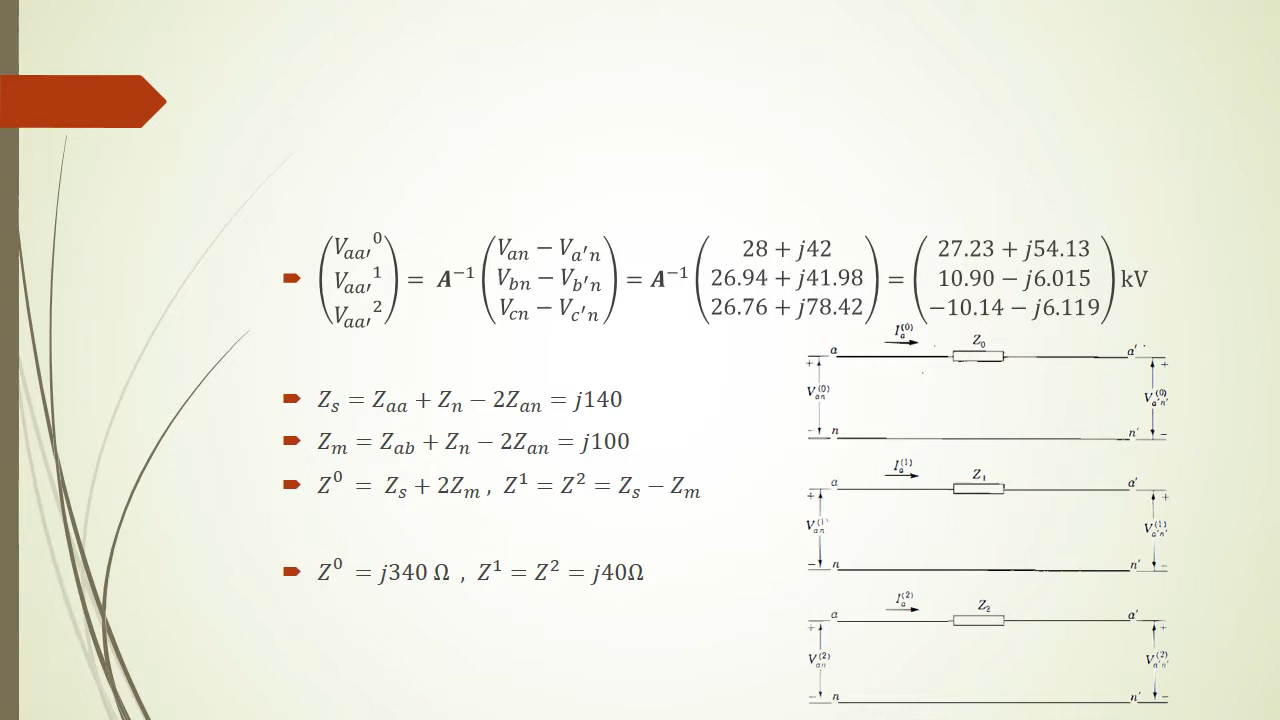 (V_aa′^0
V_aa′^1
V_aa′^2) = A^−1 (V_an − V_a′n
V_bn − V_b′n
V_cn − V_c′n) = A^−1 (28 + j42
26.94 + j41.98
26.76 + j78.42) = (27.23 + j54.13
10.90 − j6.015
−10.14 − j6.119) kV
Z_s = Z_aa + Z_n − 2Z_an = j140
Z_m = Z_ab + Z_n − 2Z_an = j100
Z^0 = Z_s + 2Z_m , Z^1 = Z^2 = Z_s − Z_m
Z^0 = j340 Ω , Z^1 = Z^2 = j40Ω
I_a^(0) Z_0
a a′
+ +
V_an^(0) V_a′n′^(0)
− −
n n′
I_a^(1) Z_1
a a′
+ +
V_an^(1) V_a′n′^(1)
− −
n n′
I_a^(2) Z_2
a a′
+ +
V_an^(2) V_a′n′^(2)
− −
n n′